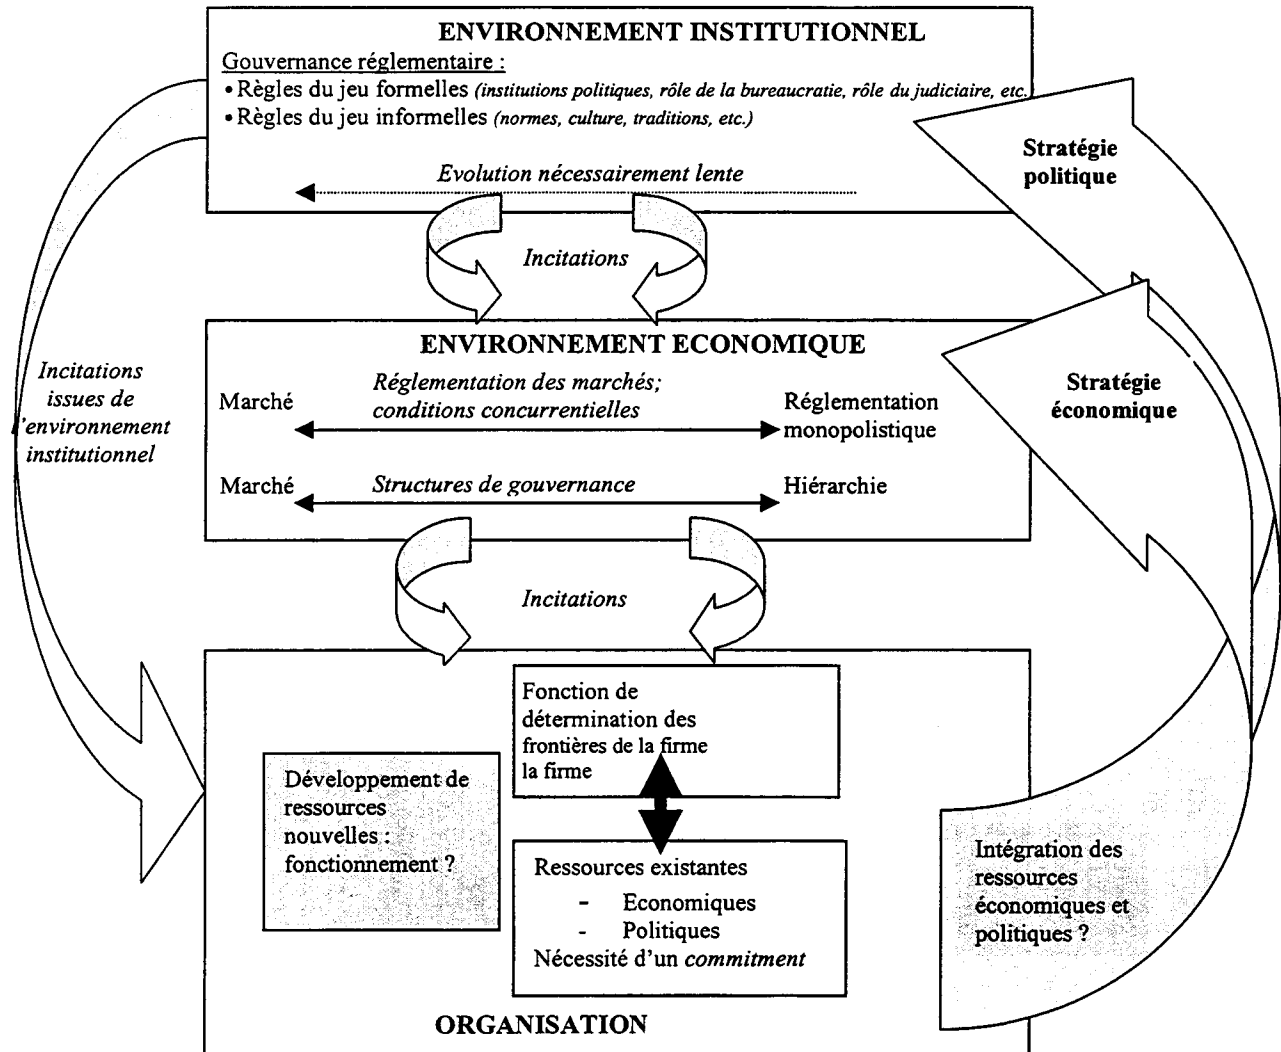 ENVIRONNEMENT INSTITUTIONNEL
Gouvernance réglementaire :
• Règles du jeu formelles (institutions politiques, rôle de la bureaucratie, rôle du judiciaire, etc.
• Règles du jeu informelles (normes, culture, traditions, etc.)
Evolution nécessairement lente
Stratégie
politique
Incitations
ENVIRONNEMENT ECONOMIQUE
Incitations
issues de
l'environnement
institutionnel
Marché
Réglementation des marchés;
conditions concurrentielles
Réglementation
monopolistique
Stratégie
économique
Marché
Structures de gouvernance
Hiérarchie
Incitations
Fonction de
détermination des
frontières de la firme
la firme
Développement de
ressources
nouvelles :
fonctionnement ?
Ressources existantes
- Economiques
- Politiques
Nécessité d'un commitment
Intégration des
ressources
économiques et
politiques ?
ORGANISATION